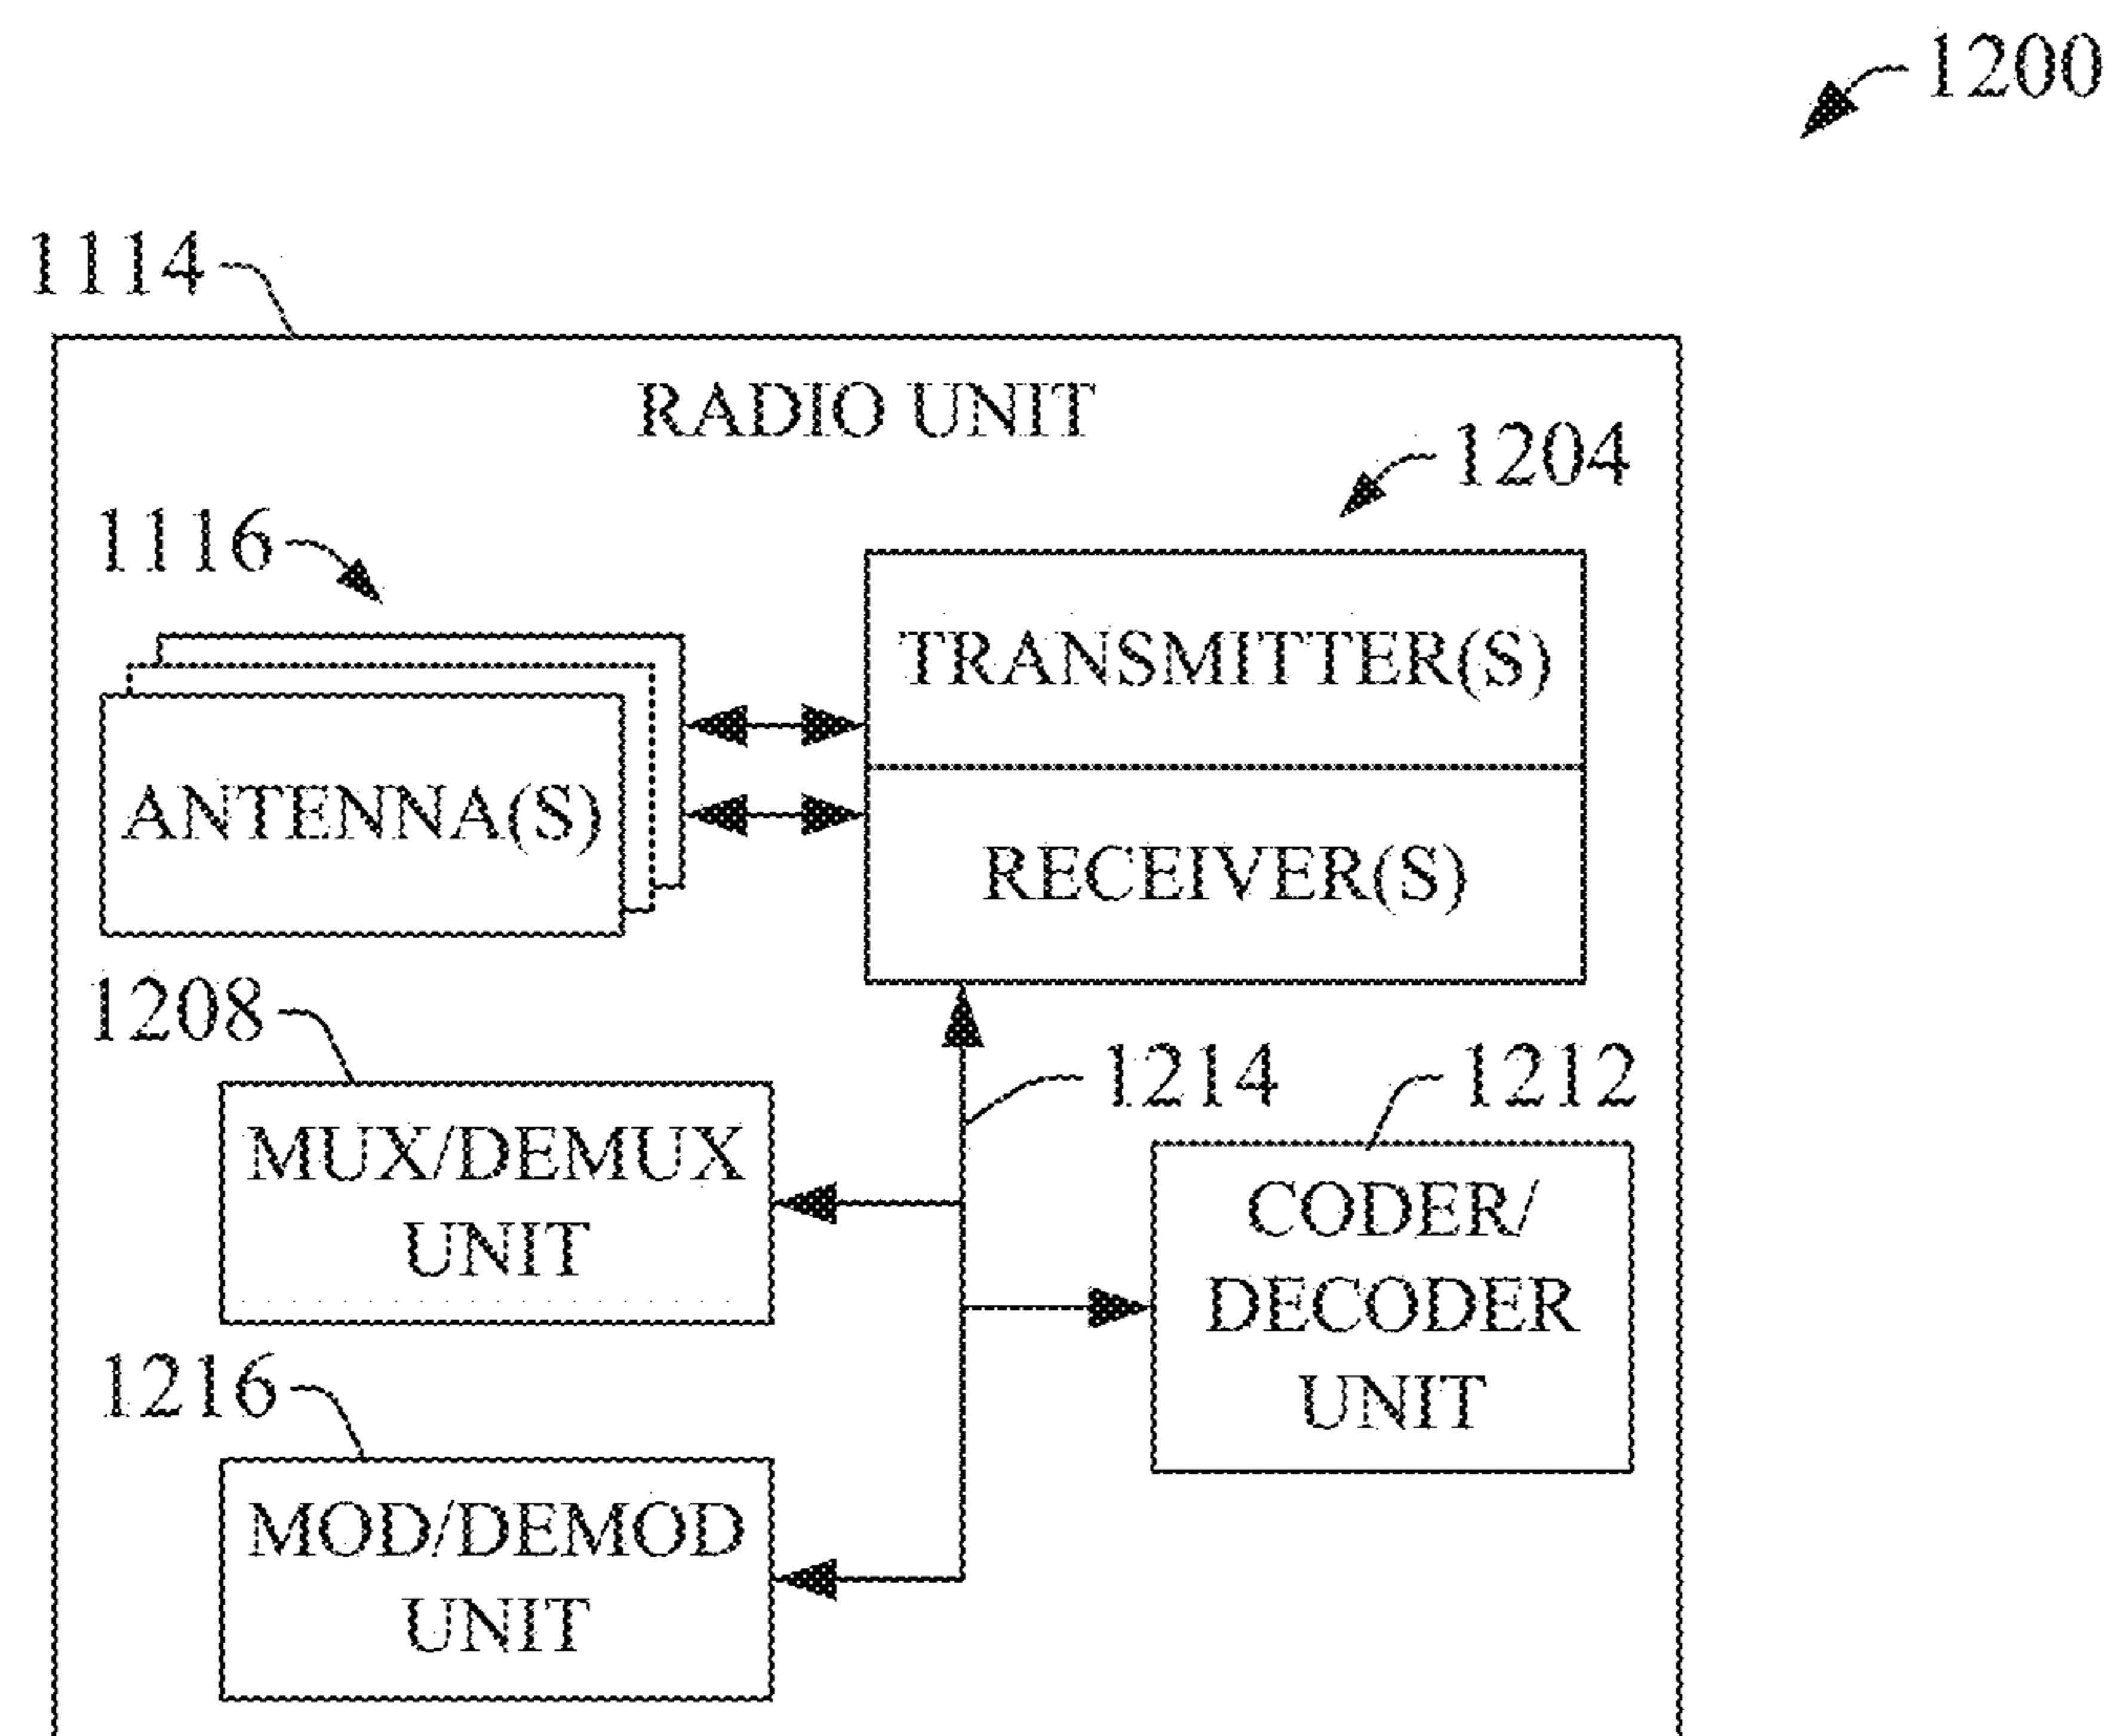 1200
1114
RADIO UNIT
1204
1116
TRANSMITTER(S)
ANTENNA(S)
RECEIVER(S)
1208
1214
1212
MUX/DEMUX
UNIT
CODER/
DECODER
UNIT
1216
MOD/DEMOD
UNIT